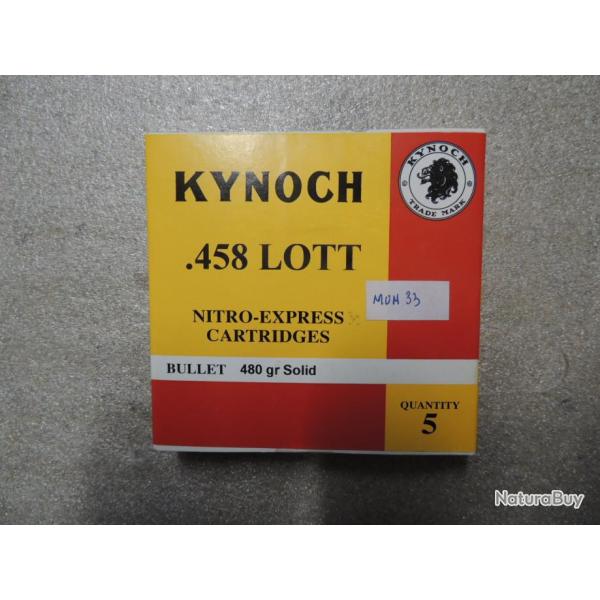 KYNOCH
KYNOCH
TRADE MARK
.458 LOTT
MUH 33
NITRO-EXPRESS
CARTRIDGES
BULLET 480 gr Solid
QUANTITY
5
NaturaBuy